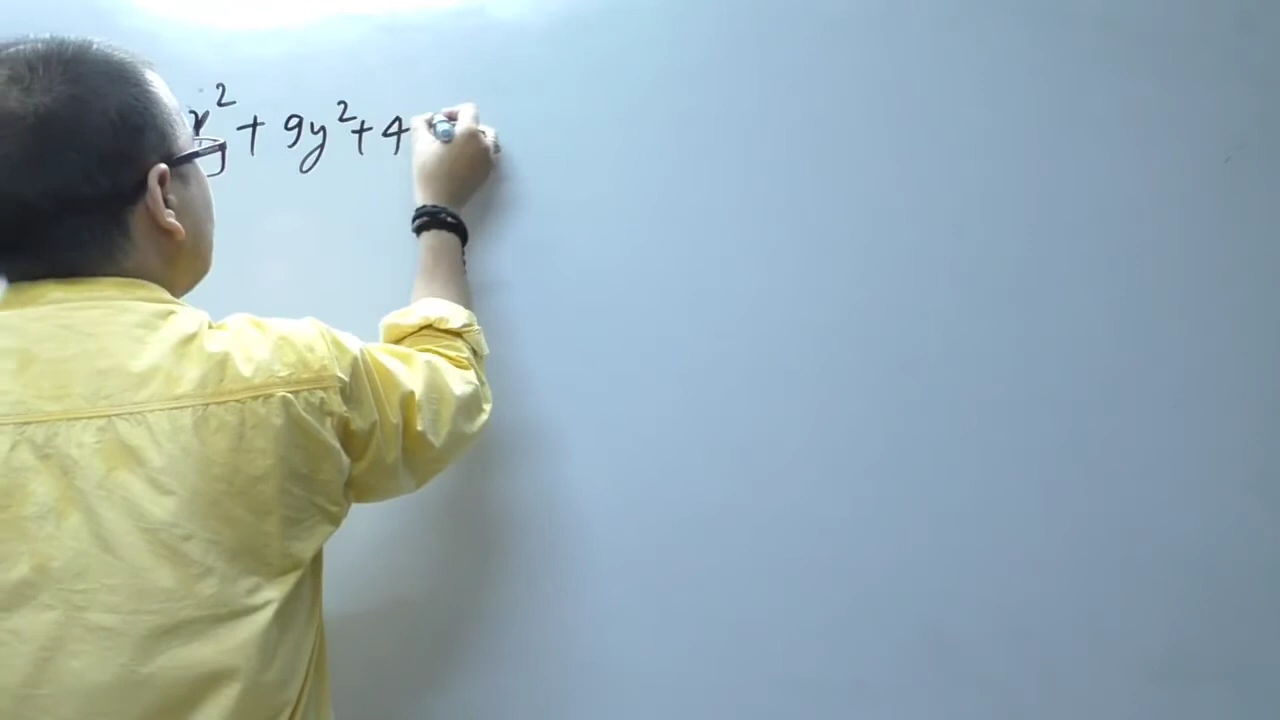 x² + 9y² + 4